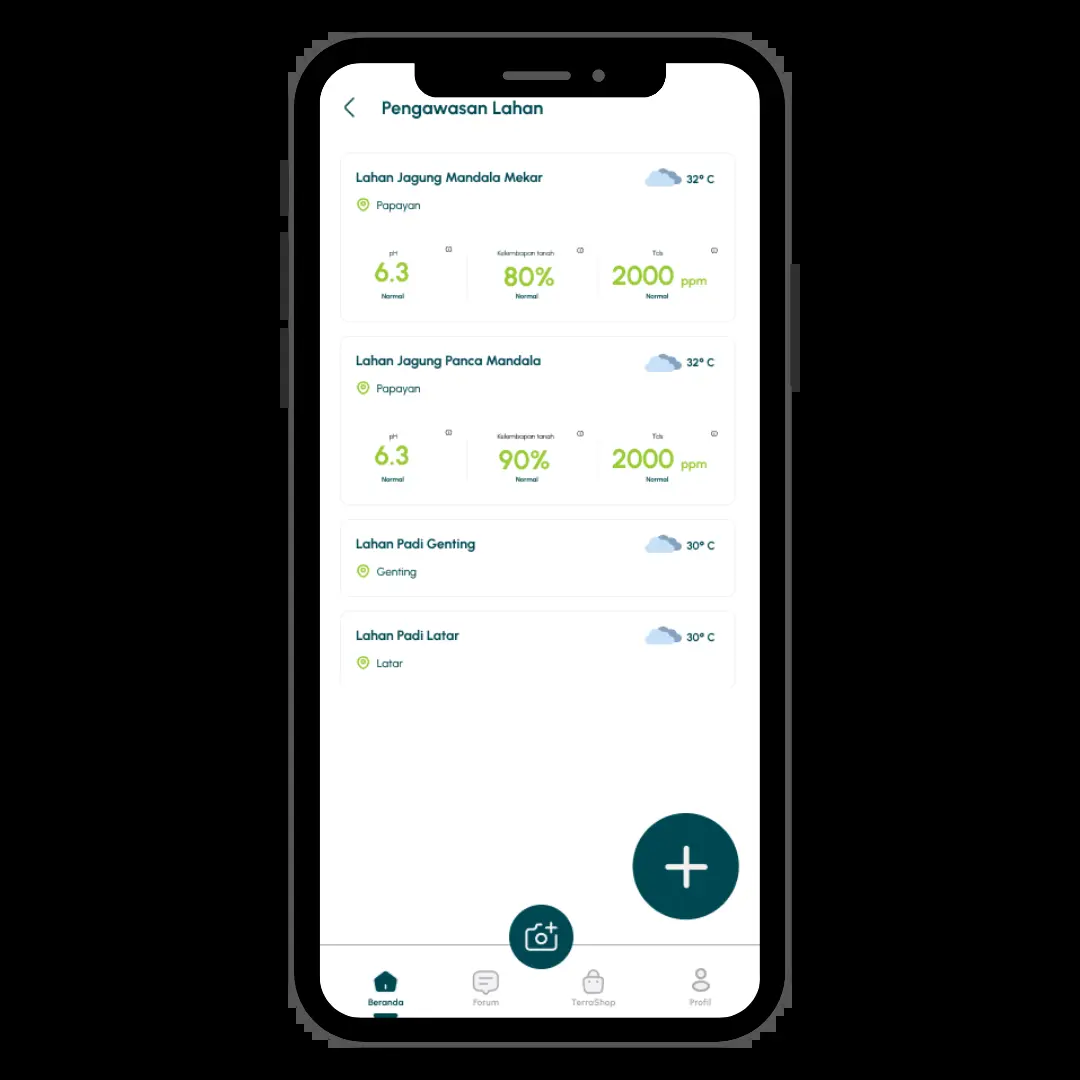 Pengawasan Lahan
Lahan Jagung Mandala Mekar
32° C
Papayan
pH
Kelembapan tanah
Tds
6.3
80%
2000 ppm
Normal
Normal
Normal
Lahan Jagung Panca Mandala
32° C
Papayan
pH
Kelembapan tanah
Tds
6.3
90%
2000 ppm
Normal
Normal
Normal
Lahan Padi Genting
30° C
Genting
Lahan Padi Latar
30° C
Latar
Beranda
Forum
TerraShop
Profil